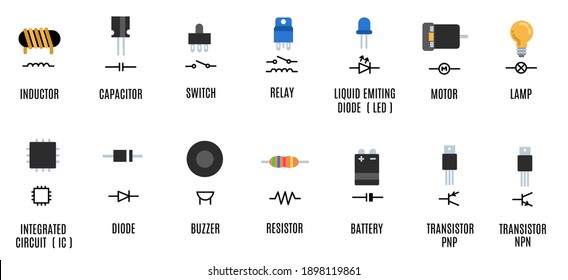 INDUCTOR
CAPACITOR
SWITCH
RELAY
LIQUID EMITING
DIODE ( LED )
MOTOR
M
LAMP
INTEGRATED
CIRCUIT ( IC )
DIODE
BUZZER
RESISTOR
BATTERY
TRANSISTOR
PNP
TRANSISTOR
NPN
shutterstock.com · 1898119861